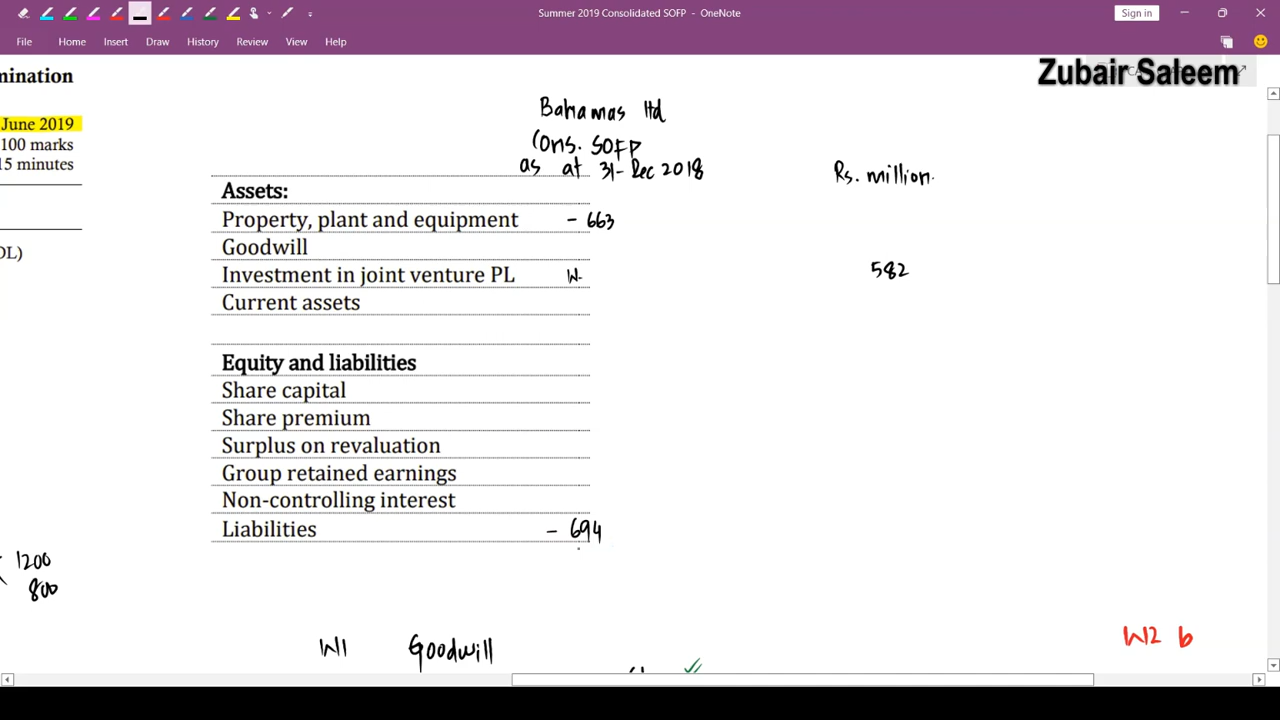 Summer 2019 Consolidated SOFP - OneNote
Sign in
File Home Insert Draw History Review View Help
Zubair Saleem
mination
June 2019
100 marks
15 minutes
OL)
Bahamas ltd
Cons. SOFP
as at 31-Dec 2018
Rs. million.
Assets:
Property, plant and equipment - 663
Goodwill
Investment in joint venture PL W. 582
Current assets
Equity and liabilities
Share capital
Share premium
Surplus on revaluation
Group retained earnings
Non-controlling interest
Liabilities - 694
1200
800
W1 Goodwill
W2 b